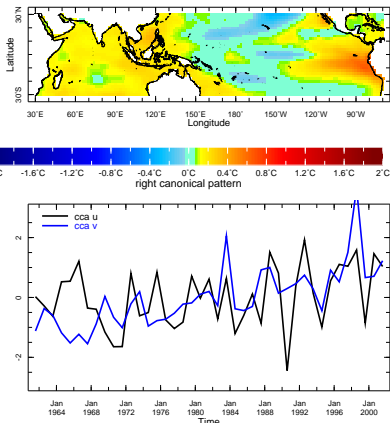 30˚N
Latitude
30˚S
30˚E 60˚E 90˚E 120˚E 150˚E 180˚ 150˚W 120˚W 90˚W
Longitude
-1.6˚C -1.2˚C -0.8˚C -0.4˚C 0˚C 0.4˚C 0.8˚C 1.2˚C 1.6˚C 2˚C
right canonical pattern
cca u
cca v
2
0
-2
Jan Jan Jan Jan Jan Jan Jan Jan Jan Jan
1964 1968 1972 1976 1980 1984 1988 1992 1996 2000
Time